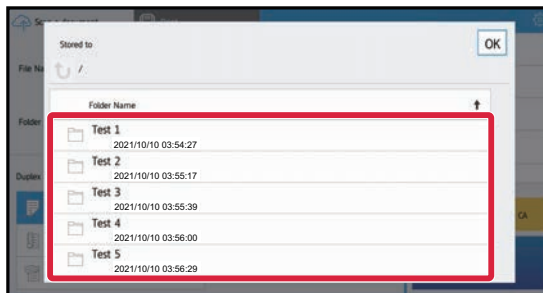 Stored to
OK
File Na
/
Folder Name
Folder
Test 1
2021/10/10 03:54:27
Test 2
2021/10/10 03:55:17
Test 3
2021/10/10 03:55:39
Duplex
Test 4
2021/10/10 03:56:00
CA
Test 5
2021/10/10 03:56:29